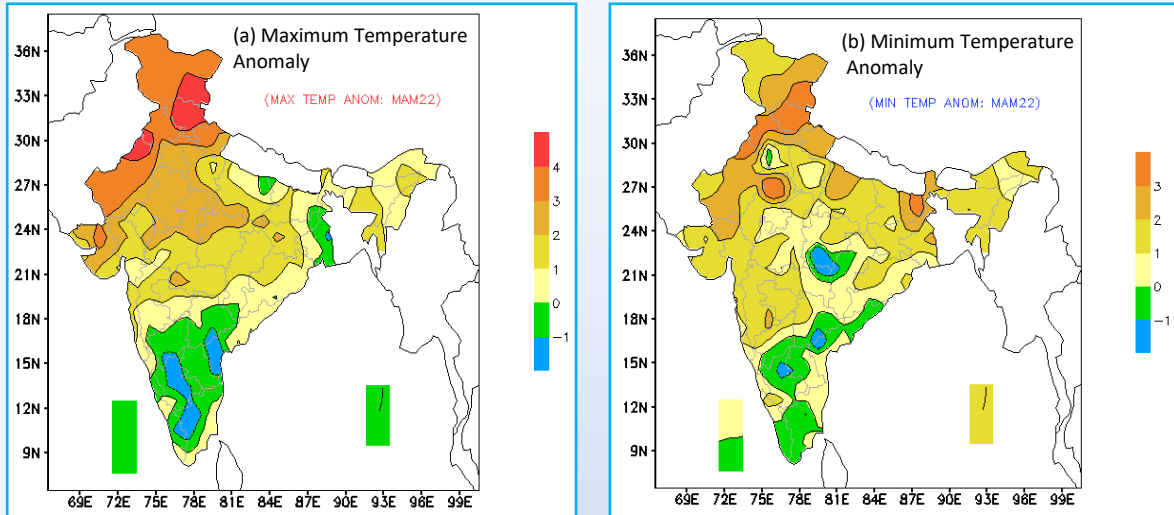 (a) Maximum Temperature
Anomaly
(MAX TEMP ANOM: MAM22)
36N
33N
30N
27N
24N
21N
18N
15N
12N
9N
69E 72E 75E 78E 81E 84E 87E 90E 93E 96E 99E
4
3
2
1
0
−1
(b) Minimum Temperature
Anomaly
(MIN TEMP ANOM: MAM22)
36N
33N
30N
27N
24N
21N
18N
15N
12N
9N
69E 72E 75E 78E 81E 84E 87E 90E 93E 96E 99E
3
2
1
0
−1